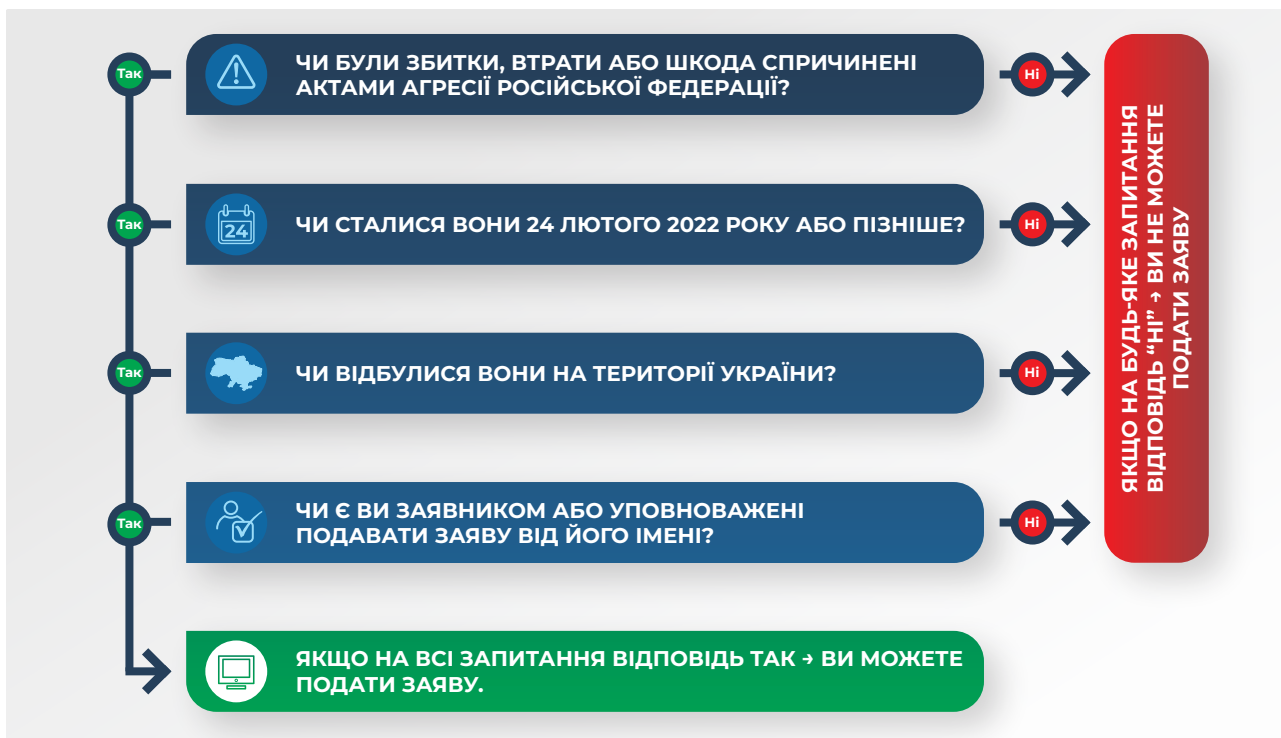 Так
ЧИ БУЛИ ЗБИТКИ, ВТРАТИ АБО ШКОДА СПРИЧИНЕНІ
АКТАМИ АГРЕСІЇ РОСІЙСЬКОЇ ФЕДЕРАЦІЇ?
Ні
Так
24
ЧИ СТАЛИСЯ ВОНИ 24 ЛЮТОГО 2022 РОКУ АБО ПІЗНІШЕ?
Ні
Так
ЧИ ВІДБУЛИСЯ ВОНИ НА ТЕРИТОРІЇ УКРАЇНИ?
Ні
Так
ЧИ Є ВИ ЗАЯВНИКОМ АБО УПОВНОВАЖЕНІ
ПОДАВАТИ ЗАЯВУ ВІД ЙОГО ІМЕНІ?
Ні
ЯКЩО НА ВСІ ЗАПИТАННЯ ВІДПОВІДЬ ТАК → ВИ МОЖЕТЕ
ПОДАТИ ЗАЯВУ.
ЯКЩО НА БУДЬ-ЯКЕ ЗАПИТАННЯ
ВІДПОВІДЬ “НІ” → ВИ НЕ МОЖЕТЕ
ПОДАТИ ЗАЯВУ